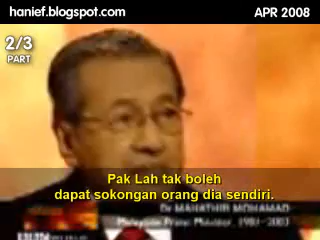 hanief.blogspot.com
APR 2008
2/3
PART
Pak Lah tak boleh
dapat sokongan orang dia sendiri.
Dr MAHATHIR MOHAMAD
Malaysian Prime Minister, 1981-2003